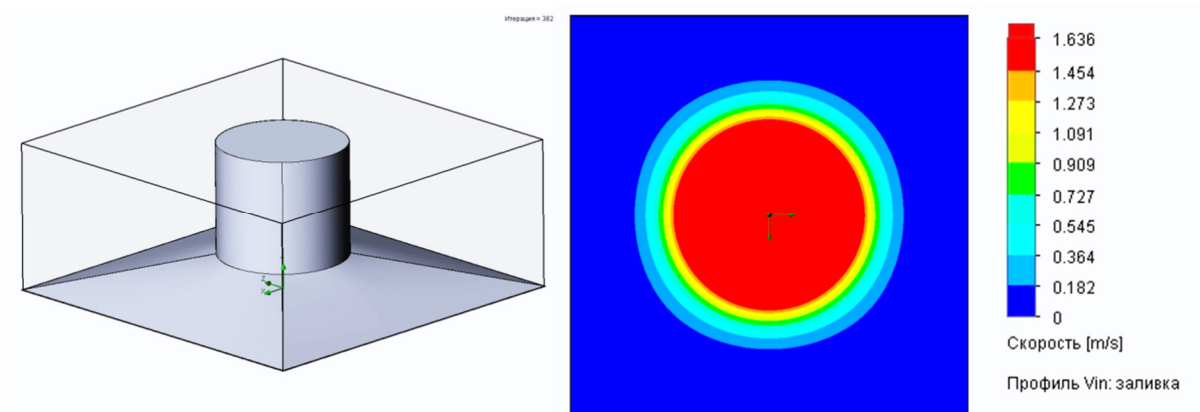 Итерация = 382
1.636
1.454
1.273
1.091
0.909
0.727
0.545
0.364
0.182
0
Скорость [m/s]
Профиль Vin: заливка
Z
X